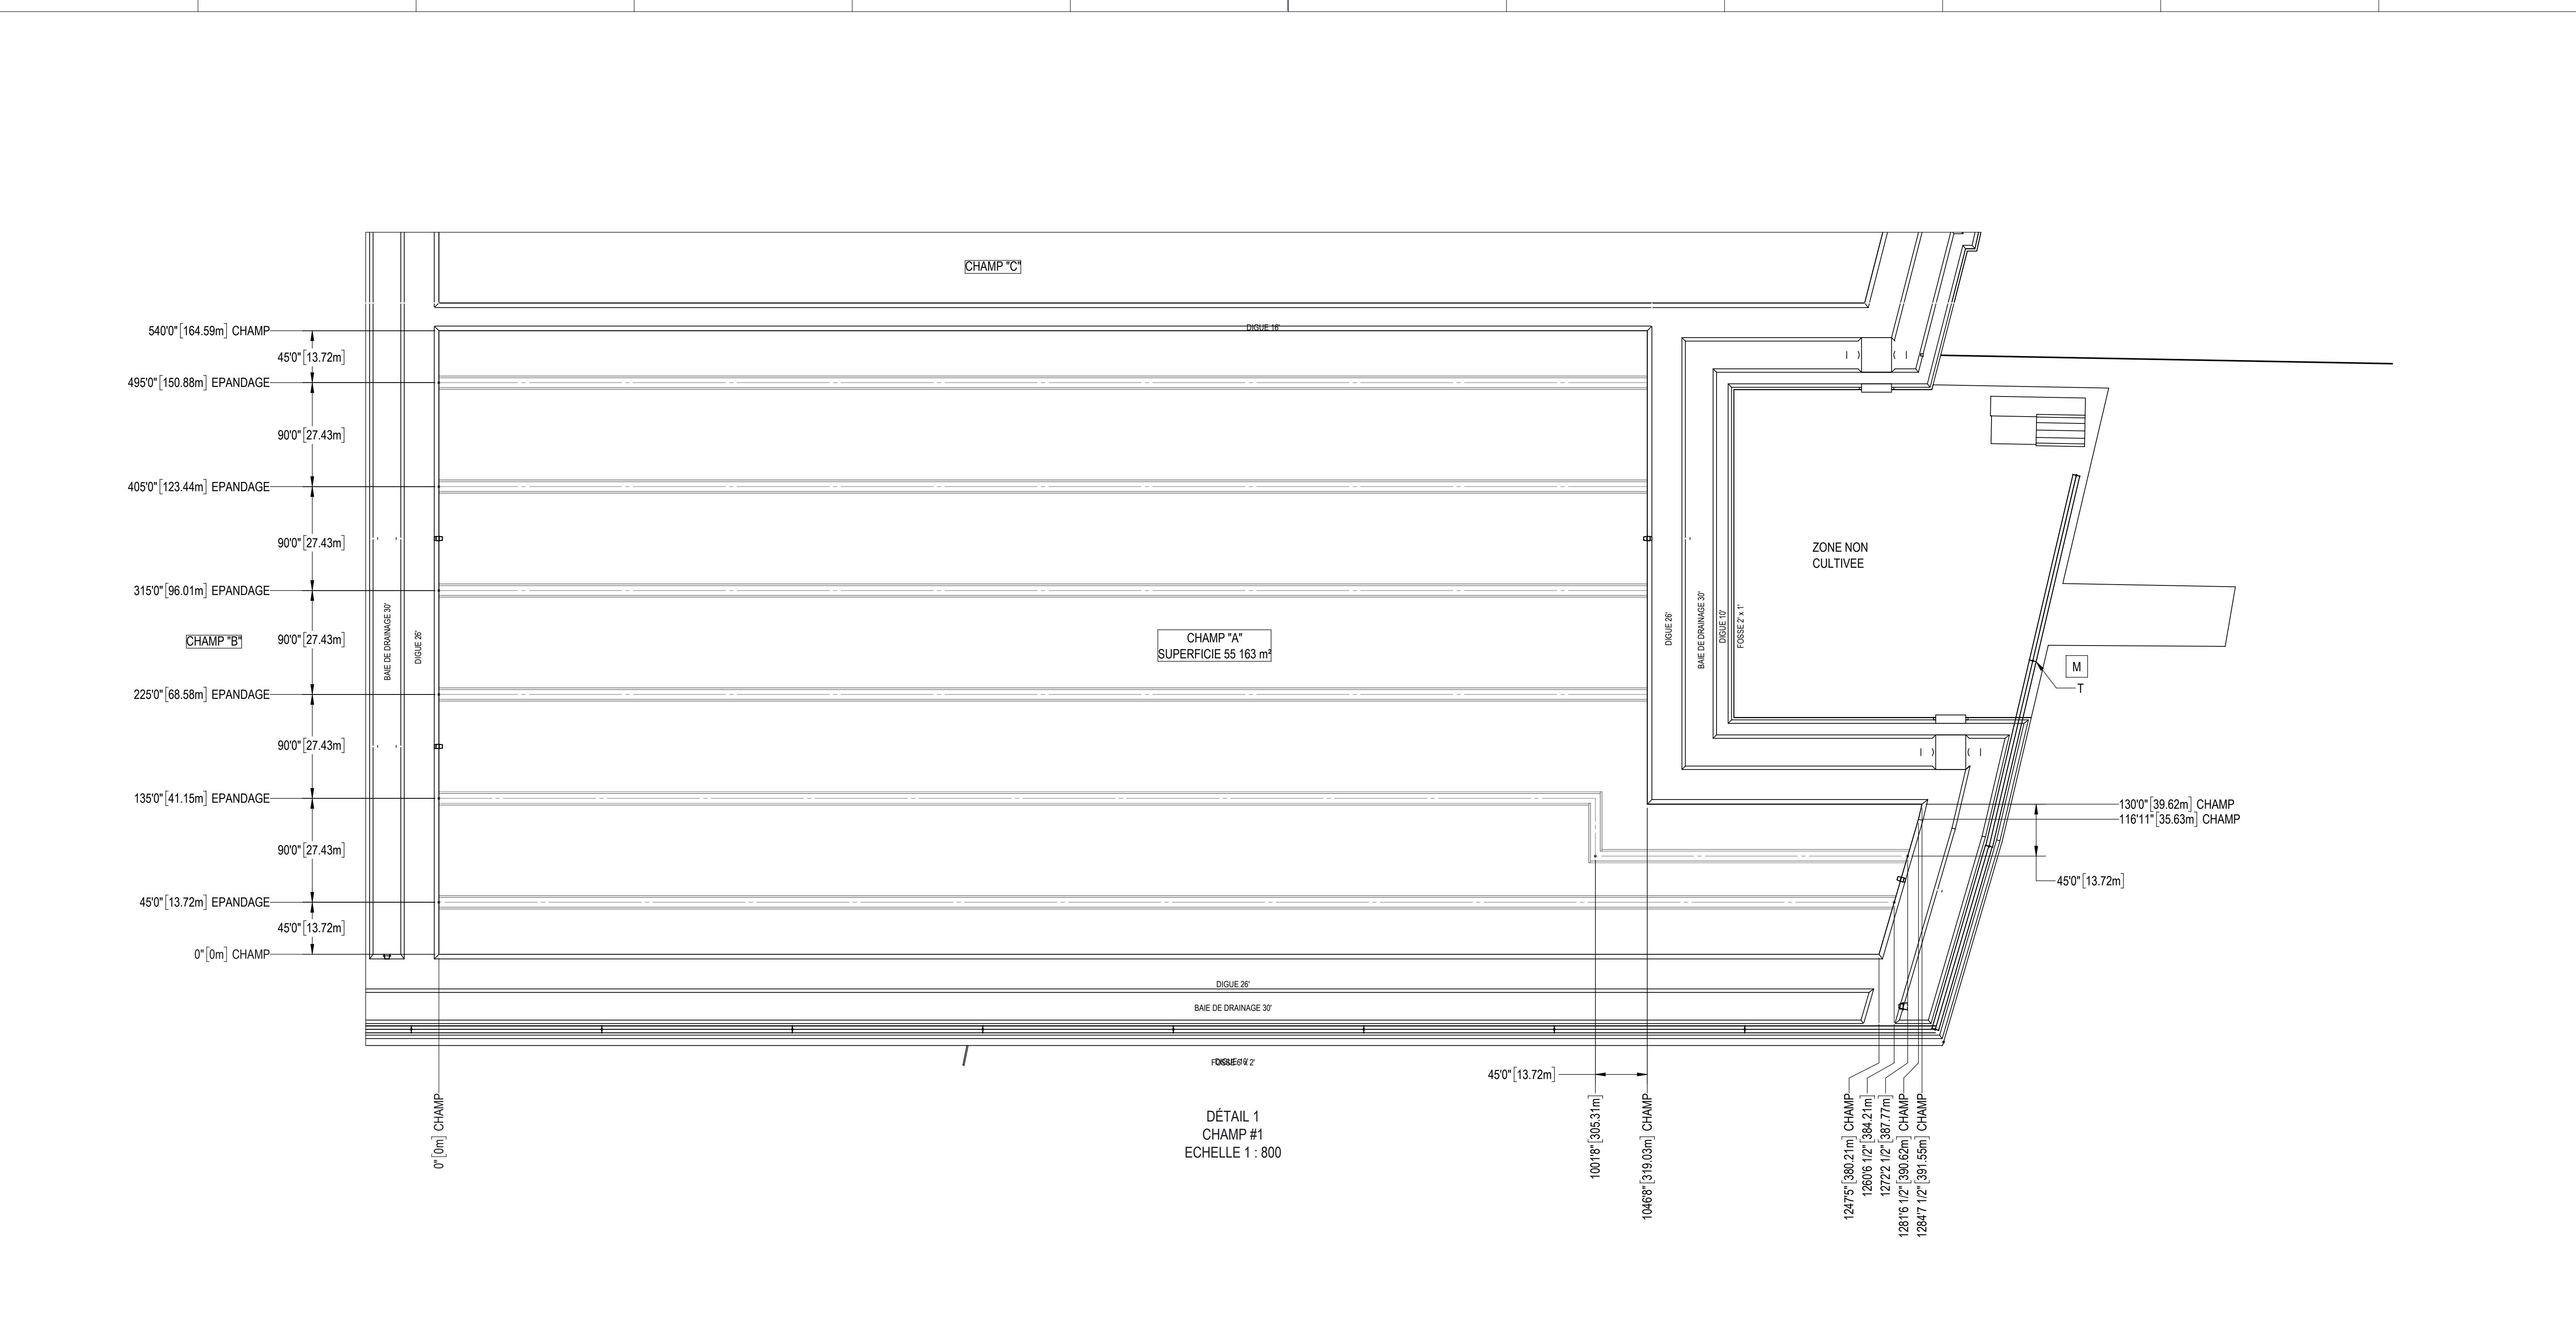 CHAMP "C"
DIGUE 16'
540'0" [164.59m] CHAMP
45'0" [13.72m]
495'0" [150.88m] EPANDAGE
90'0" [27.43m]
405'0" [123.44m] EPANDAGE
90'0" [27.43m]
315'0" [96.01m] EPANDAGE
CHAMP "B"
90'0" [27.43m]
225'0" [68.58m] EPANDAGE
90'0" [27.43m]
135'0" [41.15m] EPANDAGE
90'0" [27.43m]
45'0" [13.72m] EPANDAGE
45'0" [13.72m]
0" [0m] CHAMP
BAIE DE DRAINAGE 30'
DIGUE 26'
CHAMP "A"
SUPERFICIE 55 163 m²
DIGUE 26'
BAIE DE DRAINAGE 30'
DIGUE 10'
FOSSE 2' x 1'
ZONE NON
CULTIVEE
M
T
130'0" [39.62m] CHAMP
116'11" [35.63m] CHAMP
45'0" [13.72m]
DIGUE 26'
BAIE DE DRAINAGE 30'
45'0" [13.72m]
0" [0m] CHAMP
1001'8" [305.31m]
1046'8" [319.03m] CHAMP
1247'5" [380.21m] CHAMP
1260'6 1/2" [384.21m]
1272'2 1/2" [387.77m]
1281'6 1/2" [390.62m] CHAMP
1284'7 1/2" [391.55m] CHAMP
DÉTAIL 1
CHAMP #1
ECHELLE 1 : 800